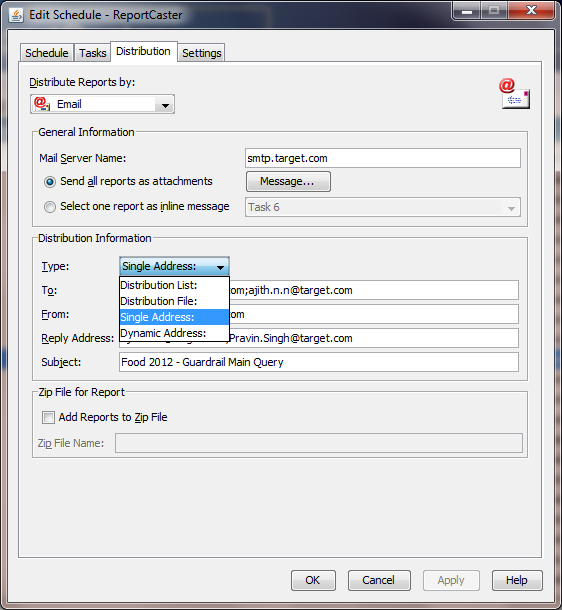 Edit Schedule - ReportCaster
Schedule Tasks Distribution Settings
Distribute Reports by:
Email
General Information
Mail Server Name: smtp.target.com
Send all reports as attachments Message...
Select one report as inline message Task 6
Distribution Information
Type: Single Address:
Distribution List:
Distribution File:
Single Address:
Dynamic Address:
To: om;ajith.n.n@target.com
From: om
Reply Address: Pravin.Singh@target.com
Subject: Food 2012 - Guardrail Main Query
Zip File for Report
Add Reports to Zip File
Zip File Name:
OK Cancel Apply Help